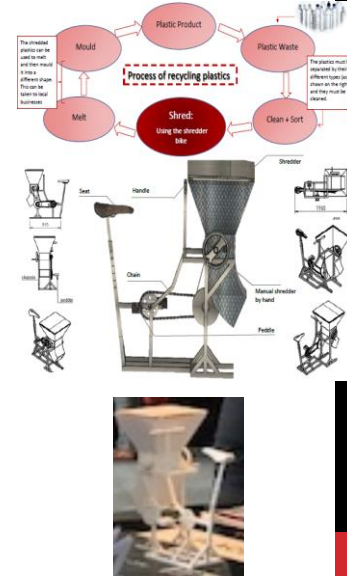 Plastic Product
The shredded
plastics can be
used to melt
and then mould
it into a
different shape.
This can be
taken to local
businesses
Mould
Plastic Waste
Process of recycling plastics
The plastics must
separated by their
different types (as
shown on the right
and they must be
cleaned.
Melt
Shred:
Using the shredder
bike
Clean + Sort
Shredder
Seat
Handle
Chain
Manual shredder
by hand
Peddle
peddle